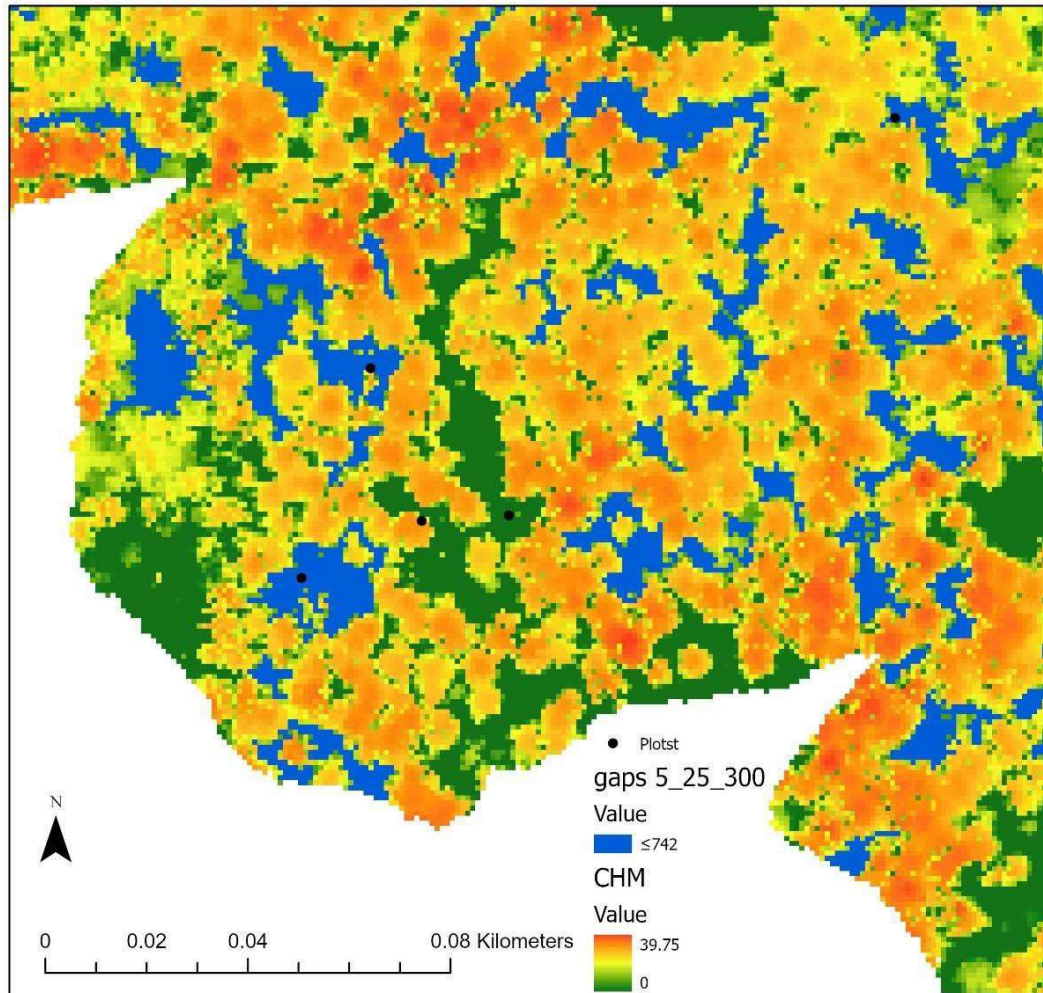 Plotst
gaps 5_25_300
Value
≤742
CHM
Value
39.75
0
N
0 0.02 0.04 0.08 Kilometers